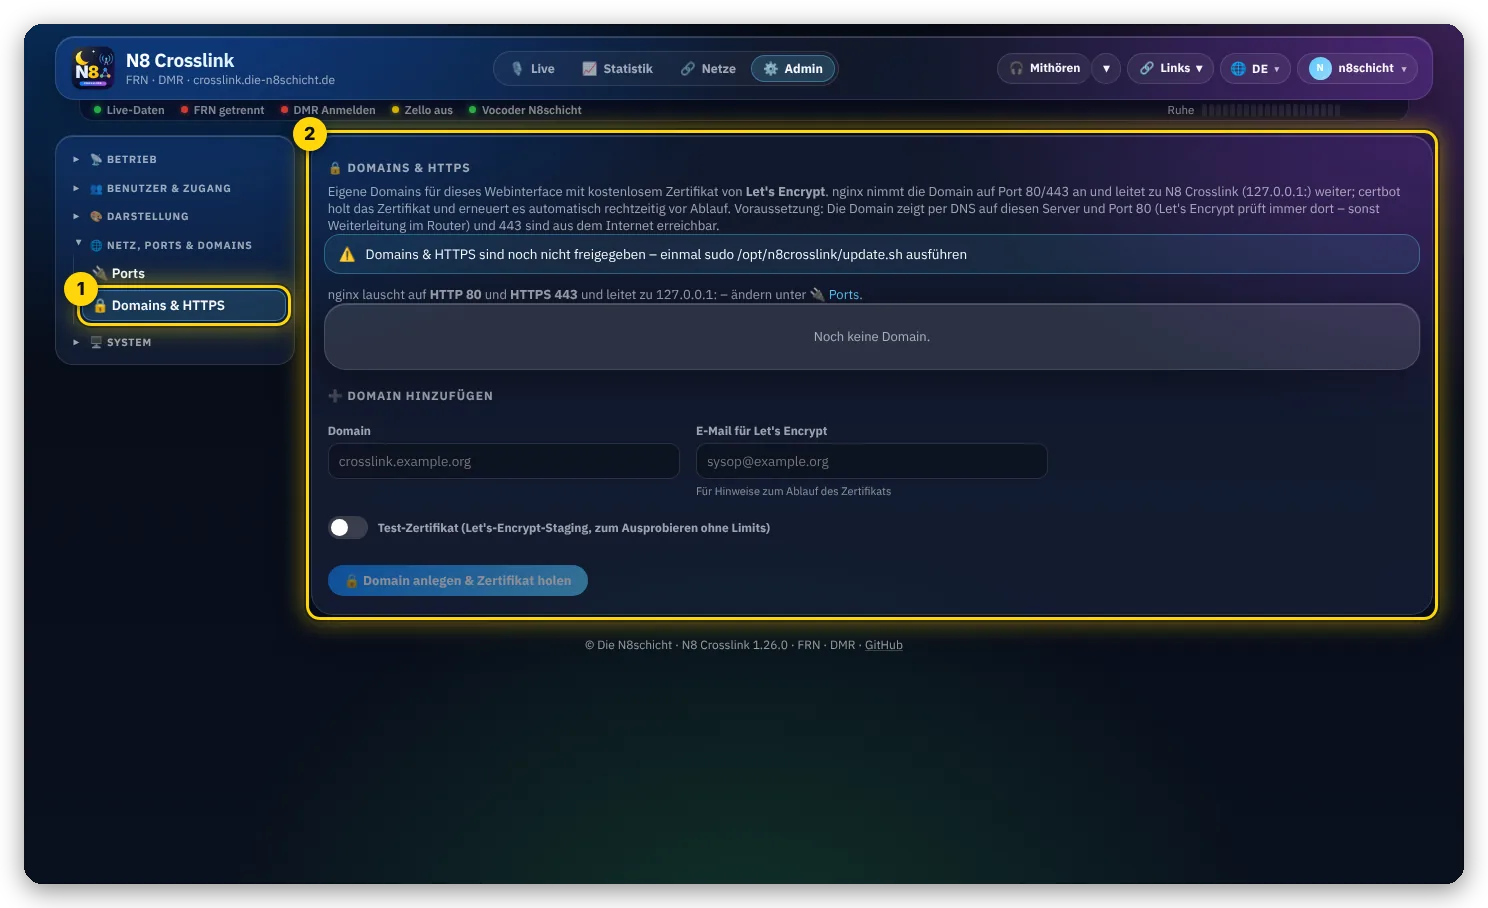 N8 Crosslink
FRN · DMR · crosslink.die-n8schicht.de
Live
Statistik
Netze
Admin
Mithören
Links
DE
N
n8schicht
Live-Daten
FRN getrennt
DMR Anmelden
Zello aus
Vocoder N8schicht
Ruhe
BETRIEB
BENUTZER & ZUGANG
DARSTELLUNG
NETZ, PORTS & DOMAINS
Ports
1
Domains & HTTPS
SYSTEM
2
DOMAINS & HTTPS
Eigene Domains für dieses Webinterface mit kostenlosem Zertifikat von Let's Encrypt. nginx nimmt die Domain auf Port 80/443 an und leitet zu N8 Crosslink (127.0.0.1:) weiter; certbot
holt das Zertifikat und erneuert es automatisch rechtzeitig vor Ablauf. Voraussetzung: Die Domain zeigt per DNS auf diesen Server und Port 80 (Let's Encrypt prüft immer dort – sonst
Weiterleitung im Router) und 443 sind aus dem Internet erreichbar.
Domains & HTTPS sind noch nicht freigegeben – einmal sudo /opt/n8crosslink/update.sh ausführen
nginx lauscht auf HTTP 80 und HTTPS 443 und leitet zu 127.0.0.1: – ändern unter Ports.
Noch keine Domain.
DOMAIN HINZUFÜGEN
Domain
crosslink.example.org
E-Mail für Let's Encrypt
sysop@example.org
Für Hinweise zum Ablauf des Zertifikats
Test-Zertifikat (Let's-Encrypt-Staging, zum Ausprobieren ohne Limits)
Domain anlegen & Zertifikat holen
© Die N8schicht · N8 Crosslink 1.26.0 · FRN · DMR · GitHub